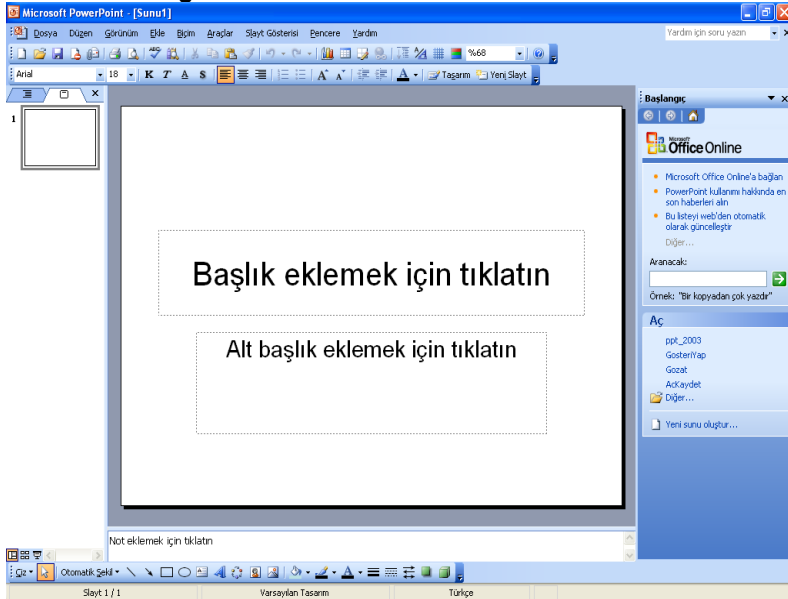 Microsoft PowerPoint - [Sunu1]
Dosya Düzen Görünüm Ekle Biçim Araçlar Slayt Gösterisi Pencere Yardım
Yardım için soru yazın
%68
Arial 18 K T A S A A A Tasarım Yeni Slayt
Başlangıç
1
Microsoft
Office Online
Microsoft Office Online'a bağlan
PowerPoint kullanımı hakkında en
son haberleri alın
Bu listeyi web'den otomatik
olarak güncelleştir
Diğer...
Aranacak:
Örnek: "Bir kopyadan çok yazdır"
Başlık eklemek için tıklatın
Alt başlık eklemek için tıklatın
Aç
ppt_2003
GosteriYap
Gozat
AcKaydet
Diğer...
Yeni sunu oluştur...
Not eklemek için tıklatın
Çiz Otomatik Şekil A
Slayt 1 / 1 Varsayılan Tasarım Türkçe